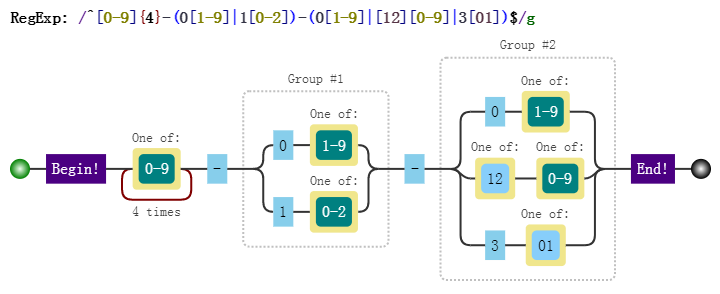 RegExp: /^[0-9]{4}-(0[1-9]|1[0-2])-(0[1-9]|[12][0-9]|3[01])$/g
Group #2
Group #1
One of:
0
1-9
One of:
0
1-9
One of:
One of:
One of:
Begin!
0-9
-
-
12
0-9
End!
One of:
4 times
1
0-2
One of:
3
01